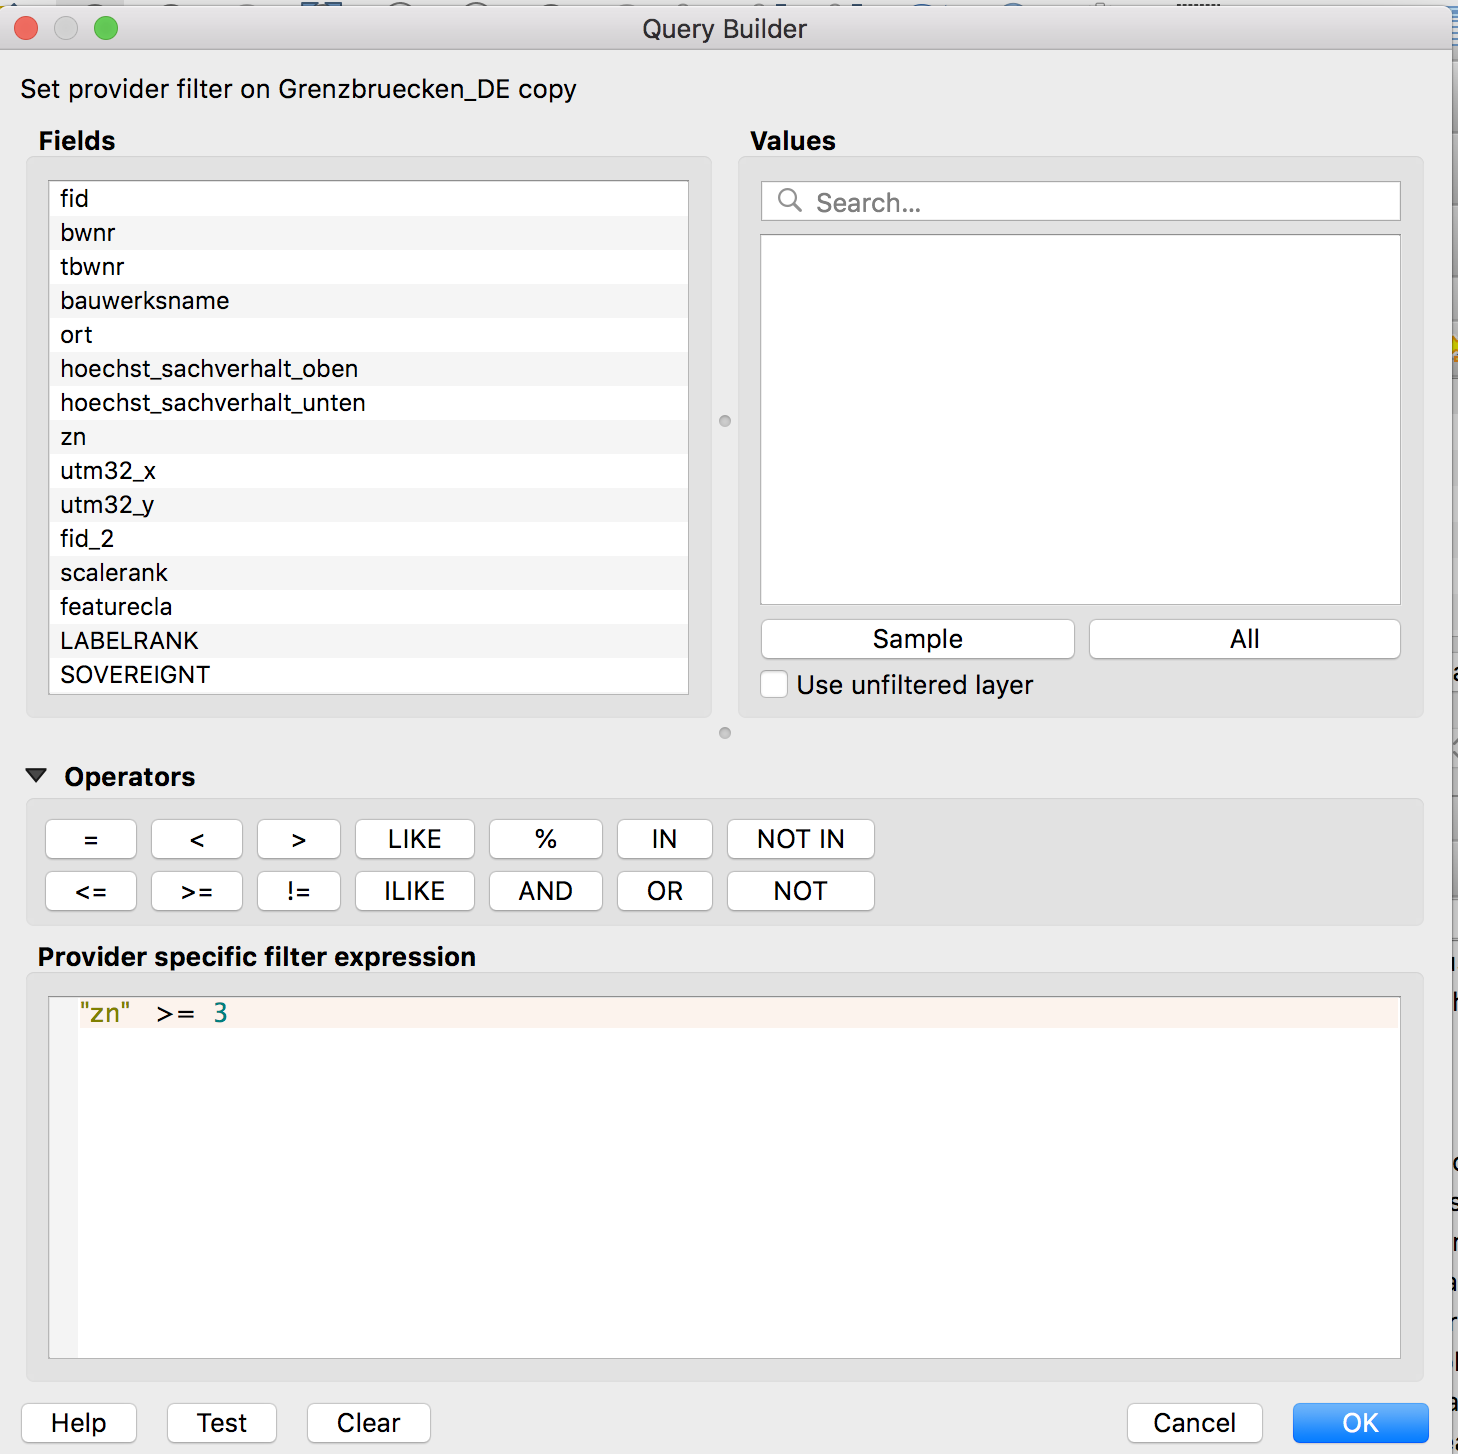 Query Builder
Set provider filter on Grenzbruecken_DE copy
Fields
fid
bwnr
tbwnr
bauwerksname
ort
hoechst_sachverhalt_oben
hoechst_sachverhalt_unten
zn
utm32_x
utm32_y
fid_2
scalerank
featurecla
LABELRANK
SOVEREIGNT
Values
Search...
Sample All
Use unfiltered layer
Operators
= < > LIKE % IN NOT IN
<= >= != ILIKE AND OR NOT
Provider specific filter expression
"zn" >= 3
Help Test Clear Cancel OK